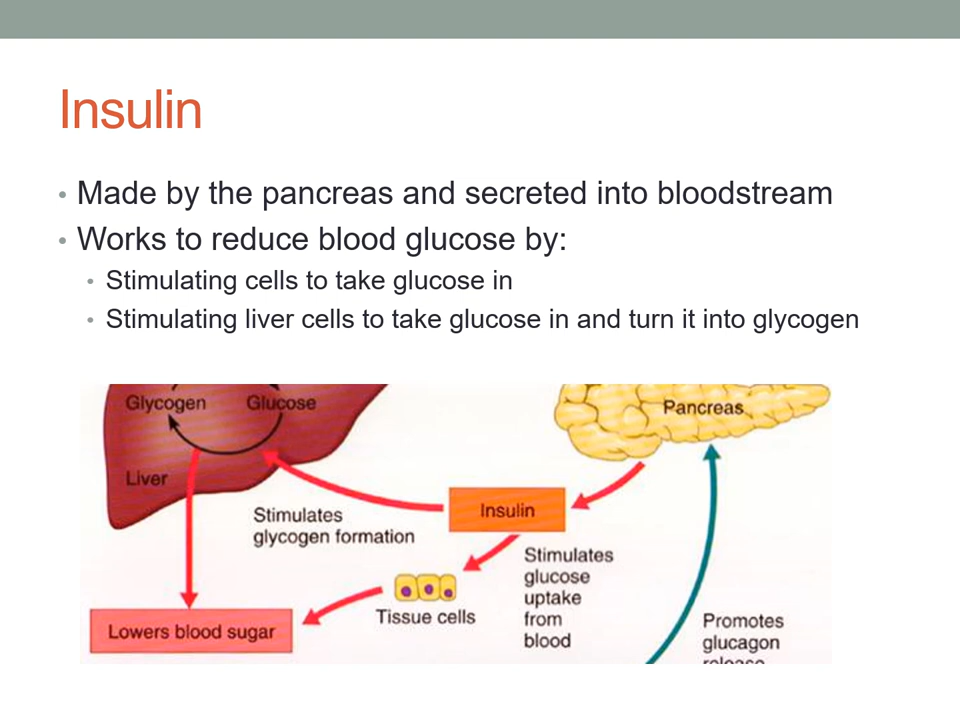 Insulin
• Made by the pancreas and secreted into bloodstream
• Works to reduce blood glucose by:
• Stimulating cells to take glucose in
• Stimulating liver cells to take glucose in and turn it into glycogen
Glycogen Glucose
Pancreas
Liver
Insulin
Stimulates
glycogen formation
Stimulates
glucose
uptake
from
blood
Tissue cells
Lowers blood sugar
Promotes
glucagon
release